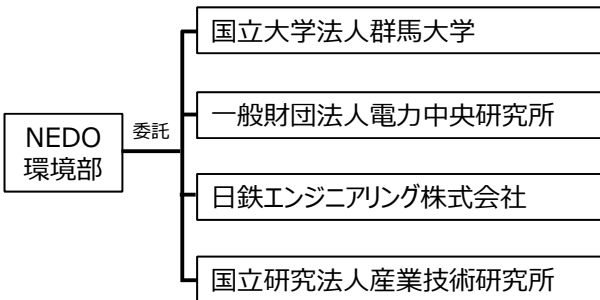 国立大学法人群馬大学
一般財団法人電力中央研究所
NEDO
環境部
委託
日鉄エンジニアリング株式会社
国立研究法人産業技術研究所